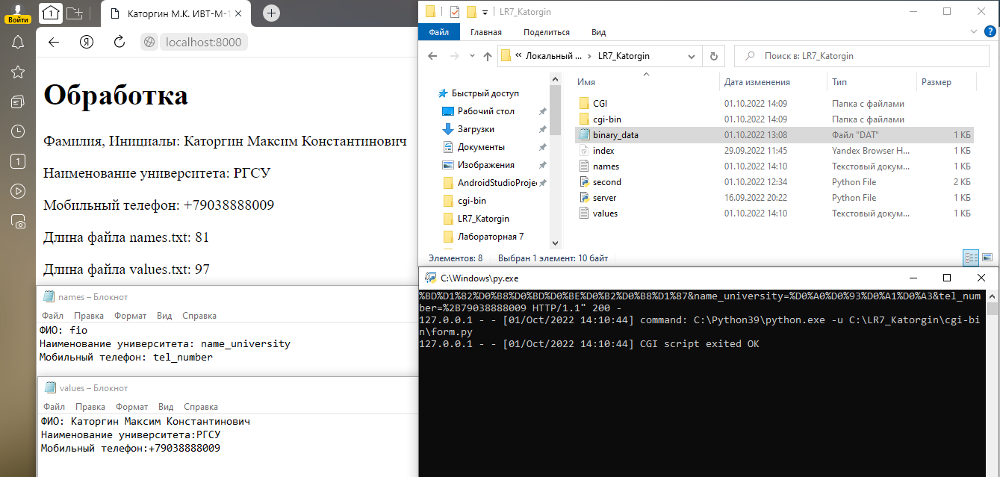 Войти
1
Каторгин М.К. ИВТ-М-1
localhost:8000
1
Обработка
Фамилия, Инициалы: Каторгин Максим Константинович
Наименование университета: РГСУ
Мобильный телефон: +79038888009
Длина файла names.txt: 81
Длина файла values.txt: 97
names – Блокнот
Файл Правка Формат Вид Справка
ФИО: fio
Наименование университета: name_university
Мобильный телефон: tel_number
values – Блокнот
Файл Правка Формат Вид Справка
ФИО: Каторгин Максим Константинович
Наименование университета:РГСУ
Мобильный телефон:+79038888009
LR7_Katorgin
Файл Главная Поделиться Вид
« Локальный ... › LR7_Katorgin
Поиск в: LR7_Katorgin
Быстрый доступ
Рабочий стол
Загрузки
Документы
Изображения
AndroidStudioProje
cgi-bin
LR7_Katorgin
Лабораторная 7
Имя Дата изменения Тип Размер
CGI 01.10.2022 14:09 Папка с файлами
cgi-bin 01.10.2022 14:09 Папка с файлами
binary_data 01.10.2022 13:08 Файл "DAT" 1 КБ
index 29.09.2022 11:45 Yandex Browser H... 1 КБ
names 01.10.2022 14:10 Текстовый докум... 1 КБ
second 01.10.2022 12:34 Python File 2 КБ
server 16.09.2022 20:22 Python File 1 КБ
values 01.10.2022 14:10 Текстовый докум... 1 КБ
Элементов: 8 Выбран 1 элемент: 10 байт
C:\Windows\py.exe
%BD%D1%82%D0%B8%D0%BD%D0%BE%D0%B2%D0%B8%D1%87&name_university=%D0%A0%D0%93%D0%A1%D0%A3&tel_nu
mber=%2B79038888009 HTTP/1.1" 200 -
127.0.0.1 - - [01/Oct/2022 14:10:44] command: C:\Python39\python.exe -u C:\LR7_Katorgin\cgi-bi
n\form.py
127.0.0.1 - - [01/Oct/2022 14:10:44] CGI script exited OK